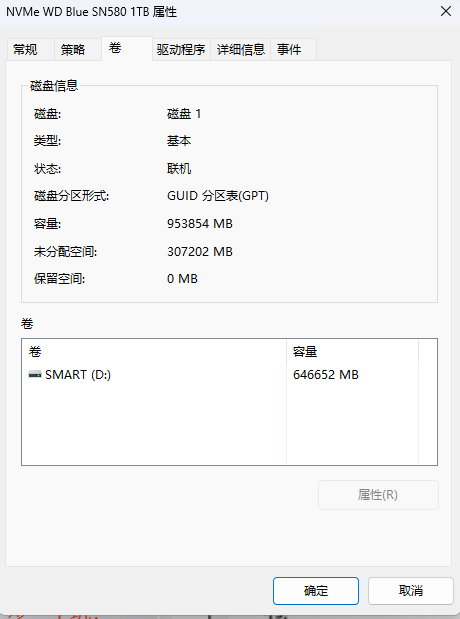 NVMe WD Blue SN580 1TB 属性
常规 策略 卷 驱动程序 详细信息 事件
磁盘信息
磁盘: 磁盘 1
类型: 基本
状态: 联机
磁盘分区形式: GUID 分区表(GPT)
容量: 953854 MB
未分配空间: 307202 MB
保留空间: 0 MB
卷
卷 容量
SMART (D:) 646652 MB
属性(R)
确定 取消